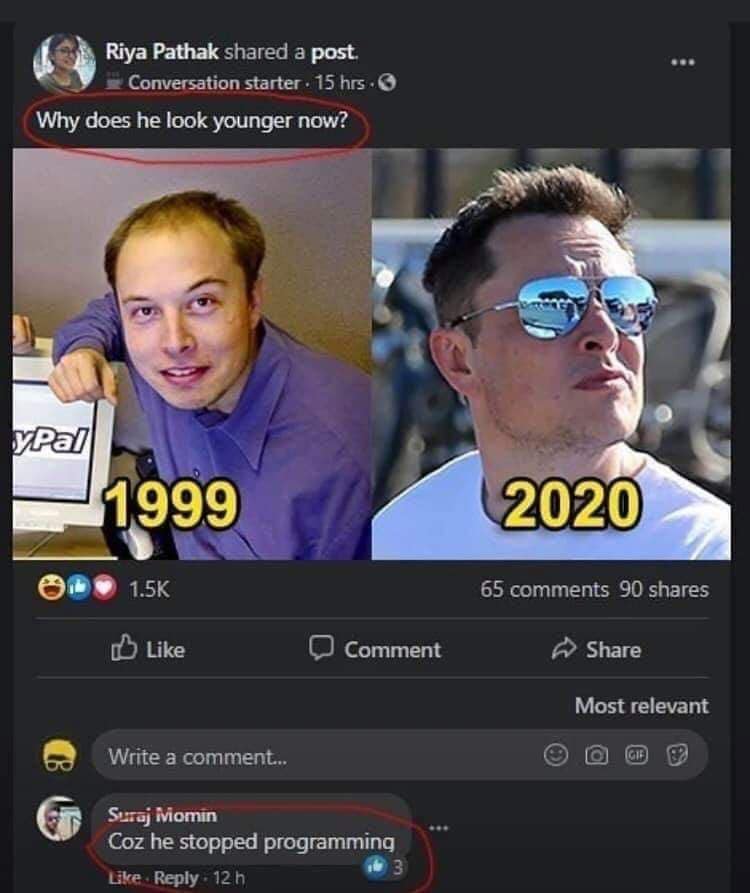 Riya Pathak shared a post.
Conversation starter · 15 hrs ·
Why does he look younger now?
yPal
1999
2020
1.5K
65 comments 90 shares
Like
Comment
Share
Most relevant
Write a comment...
GIF
Suraj Momin
Coz he stopped programming
3
Like · Reply · 12 h